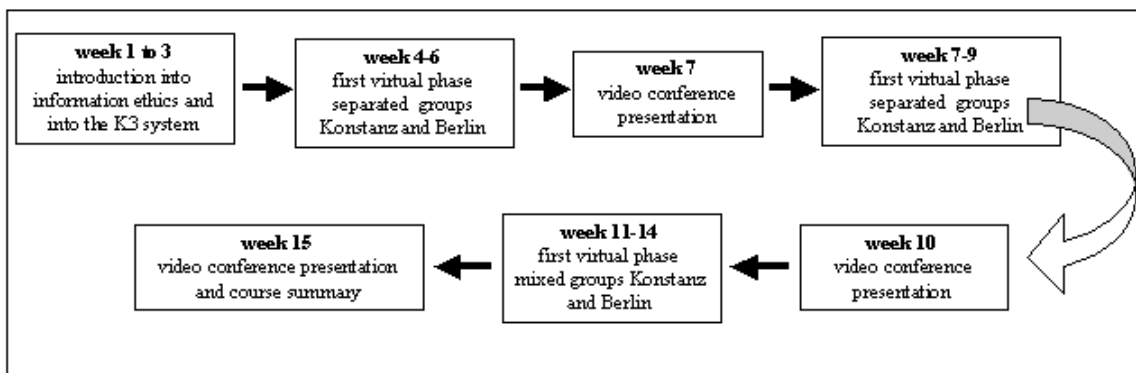 week 1 to 3
introduction into
information ethics and
into the K3 system
week 4-6
first virtual phase
separated groups
Konstanz and Berlin
week 7
video conference
presentation
week 7-9
first virtual phase
separated groups
Konstanz and Berlin
week 10
video conference
presentation
week 11-14
first virtual phase
mixed groups Konstanz
and Berlin
week 15
video conference presentation
and course summary